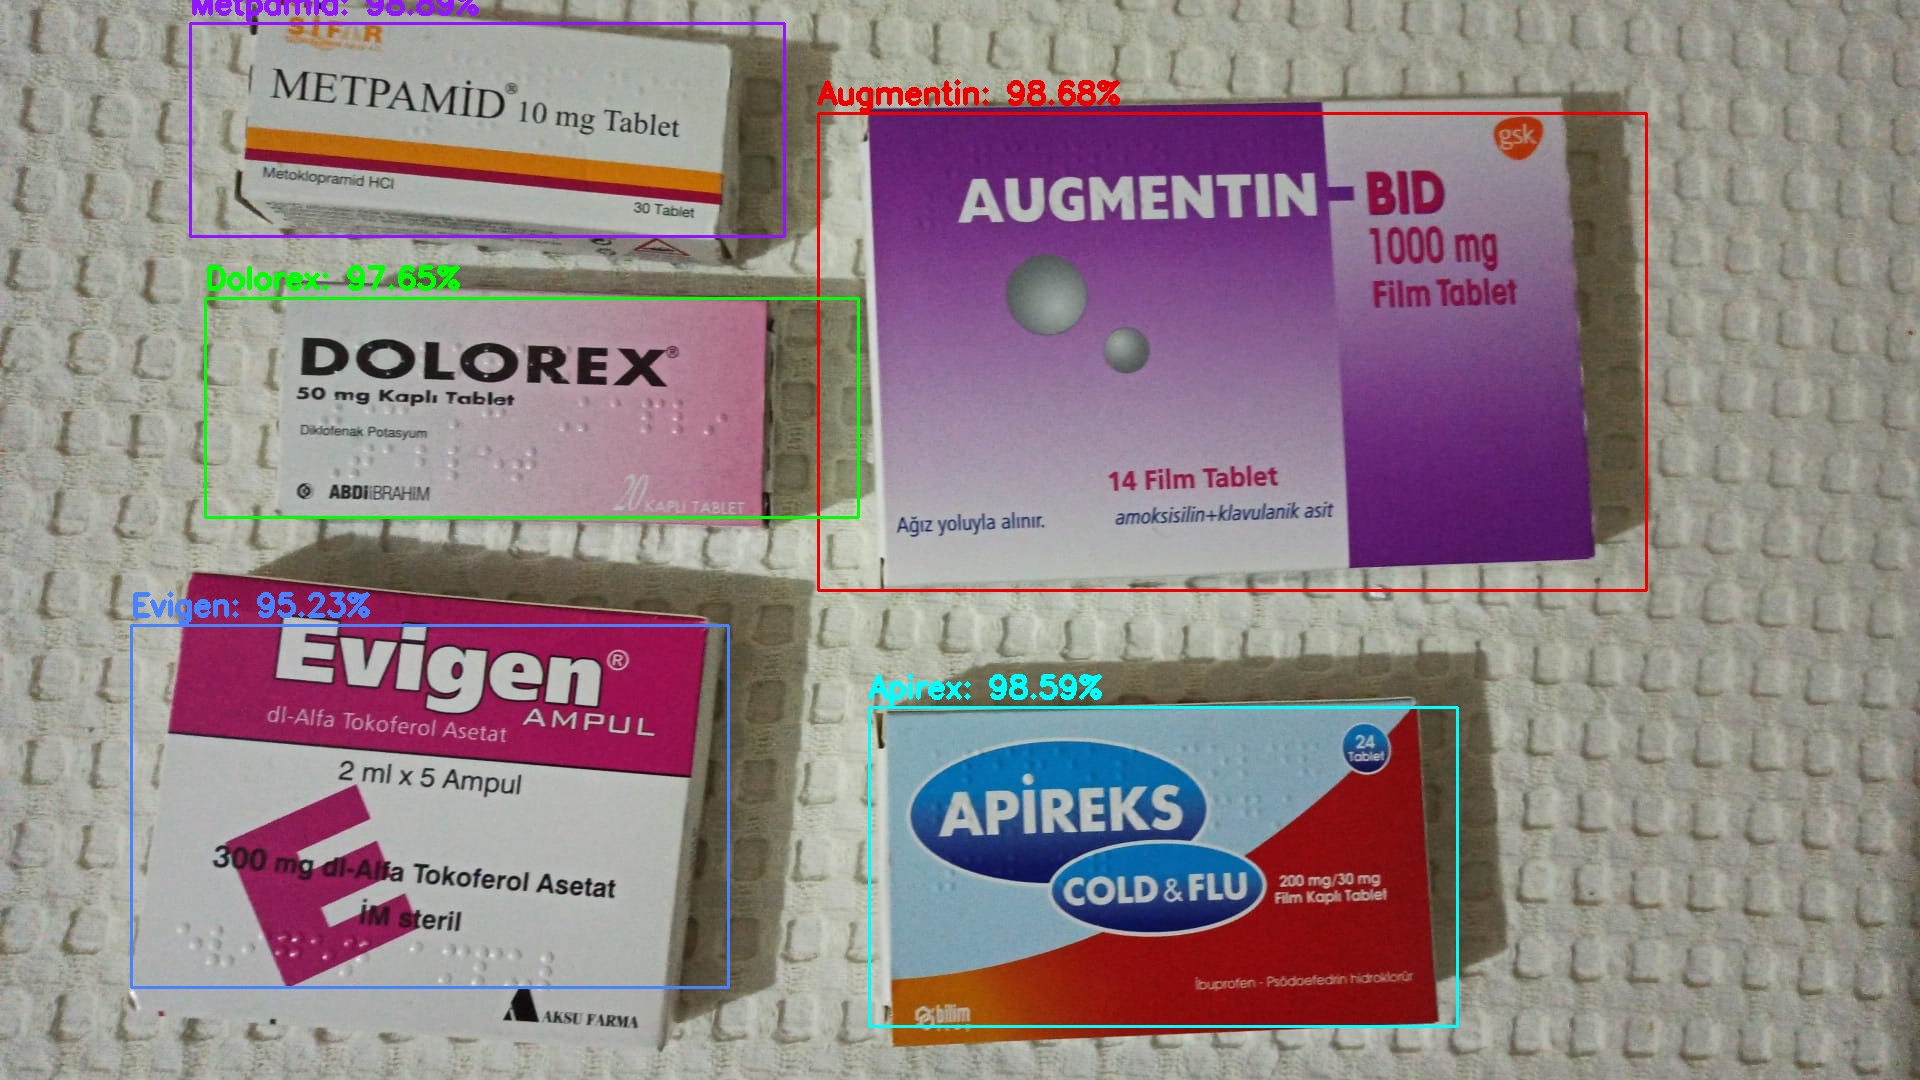 Metpamid: 98.89%
SIFAR
METPAMİD® 10 mg Tablet
Metoklopramid HCl
30 Tablet
Augmentin: 98.68%
gsk
AUGMENTIN-BID
1000 mg
Film Tablet
14 Film Tablet
amoksisilin+klavulanik asit
Ağız yoluyla alınır.
Dolorex: 97.65%
DOLOREX®
50 mg Kaplı Tablet
Diklofenak Potasyum
ABDİ İBRAHİM
20 KAPLI TABLET
Evigen: 95.23%
Evigen®
AMPUL
dl-Alfa Tokoferol Asetat
2 ml x 5 Ampul
300 mg dl-Alfa Tokoferol Asetat
İM steril
AKSU FARMA
Apirex: 98.59%
24
Tablet
APİREKS
COLD & FLU
200 mg/30 mg
Film Kaplı Tablet
İbuprofen - Psödoefedrin hidroklorür
bilim